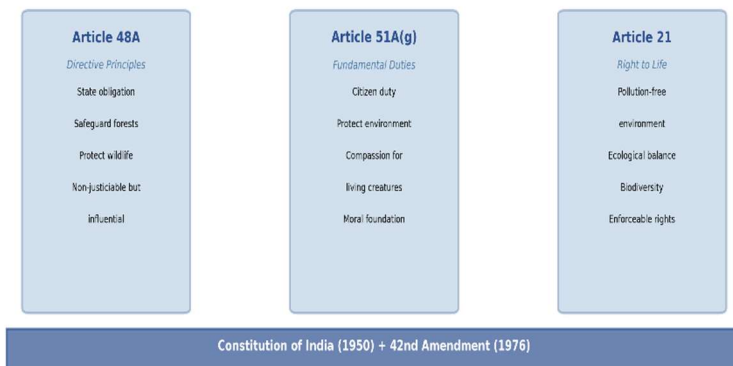 Article 48A
Directive Principles
State obligation
Safeguard forests
Protect wildlife
Non-justiciable but
influential
Article 51A(g)
Fundamental Duties
Citizen duty
Protect environment
Compassion for
living creatures
Moral foundation
Article 21
Right to Life
Pollution-free
environment
Ecological balance
Biodiversity
Enforceable rights
Constitution of India (1950) + 42nd Amendment (1976)